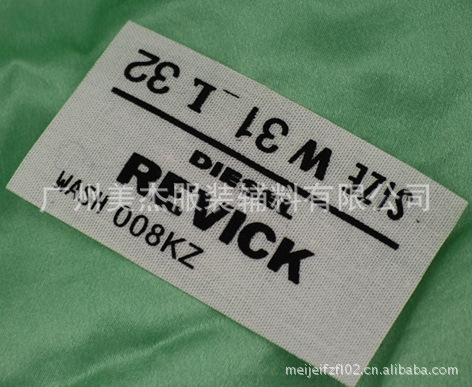 SIZE W 31_L 32
DIESEL
REVICK
WASH 008KZ
广州美杰服装辅料有限公司
meijeifzfl02.cn.alibaba.com